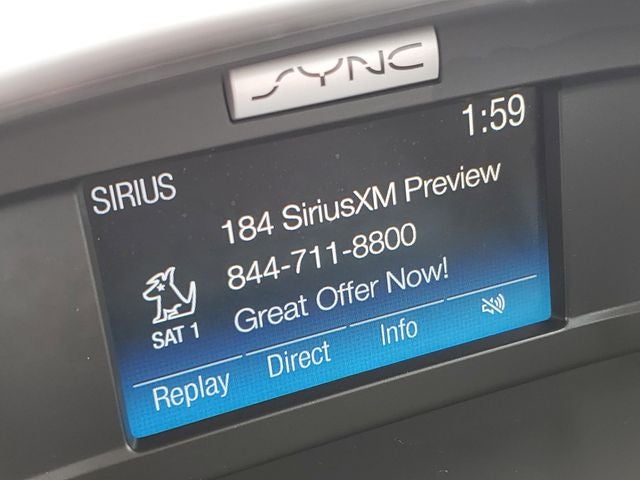 SYNC
1:59
SIRIUS
184 SiriusXM Preview
844-711-8800
Great Offer Now!
SAT 1
Replay Direct Info